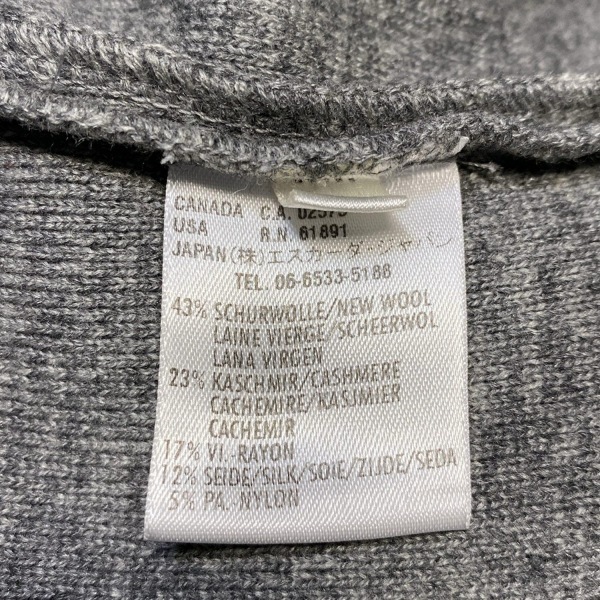 CANADA C.A. 02573
USA R.N. 61891
JAPAN(株)エスカーダ・ジャパン
TEL. 06-6533-5186
43% SCHURWOLLE/NEW WOOL
LAINE VIERGE/SCHEERWOL
LANA VIRGEN
23% KASCHMIR/CASHMERE
CACHEMIRE/KASJMIER
CACHEMIR
17% VI.-RAYON
12% SEIDE/SILK/SOIE/ZIJDE/SEDA
5% PA.-NYLON